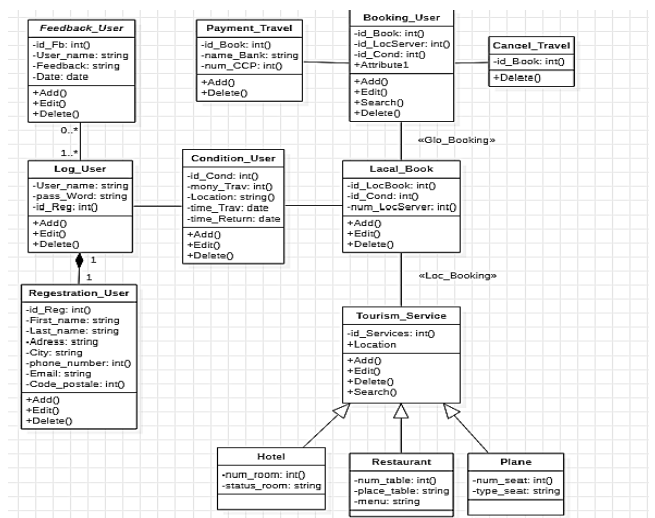 Feedback_User
-id_Fb: int()
-User_name: string
-Feedback: string
-Date: date
+Add()
+Edit()
+Delete()
Payment_Travel
-id_Book: int()
-name_Bank: string
-num_CCP: int()
+Add()
+Delete()
Booking_User
-id_Book: int()
-id_LocServer: int()
-id_Cond: int()
+Attribute1
+Add()
+Edit()
+Search()
+Delete()
Cancel_Travel
-id_Book: int()
+Delete()
0..*
1..*
«Glo_Booking»
Log_User
-User_name: string
-pass_Word: string
-id_Reg: int()
+Add()
+Edit()
+Delete()
Condition_User
-id_Cond: int()
-mony_Trav: int()
-Location: string()
-time_Trav: date
-time_Return: date
+Add()
+Edit()
+Delete()
Lacal_Book
-id_LocBook: int()
-id_Cond: int()
-num_LocServer: int()
+Add()
+Edit()
+Delete()
1
1
«Loc_Booking»
Regestration_User
-id_Reg: int()
-First_name: string
-Last_name: string
-Adress: string
-City: string
-phone_number: int()
-Email: string
-Code_postale: int()
+Add()
+Edit()
+Delete()
Tourism_Service
-id_Services: int()
+Location
+Add()
+Edit()
+Delete()
+Search()
Hotel
-num_room: int()
-status_room: string
Restaurant
-num_table: int()
-place_table: string
-menu: string
Plane
-num_seat: int()
-type_seat: string